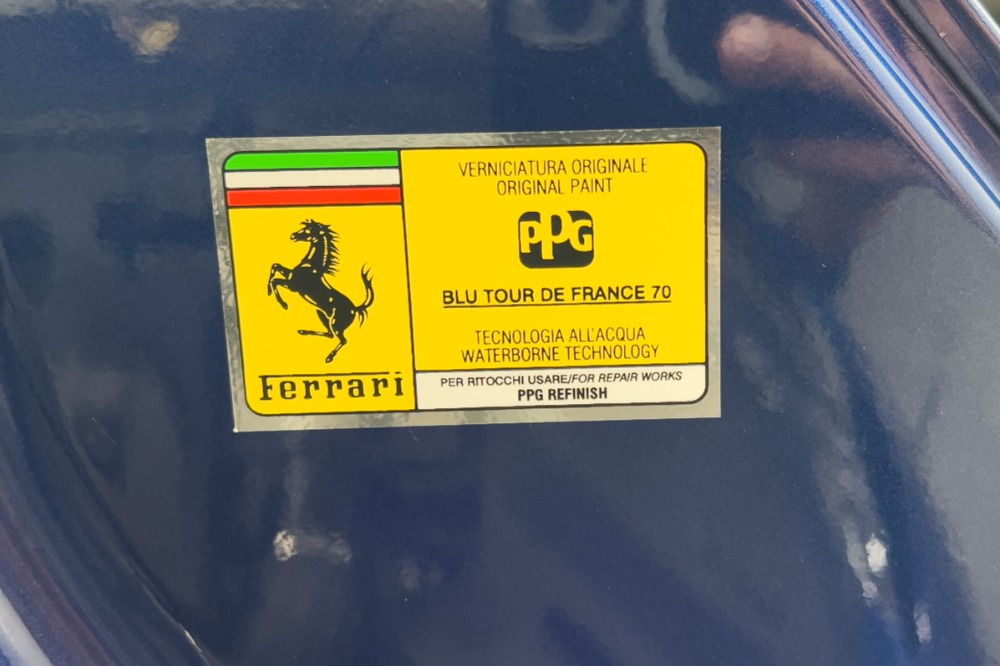 VERNICIATURA ORIGINALE
ORIGINAL PAINT
PPG
BLU TOUR DE FRANCE 70
TECNOLOGIA ALL'ACQUA
WATERBORNE TECHNOLOGY
Ferrari
PER RITOCCHI USARE/FOR REPAIR WORKS
PPG REFINISH